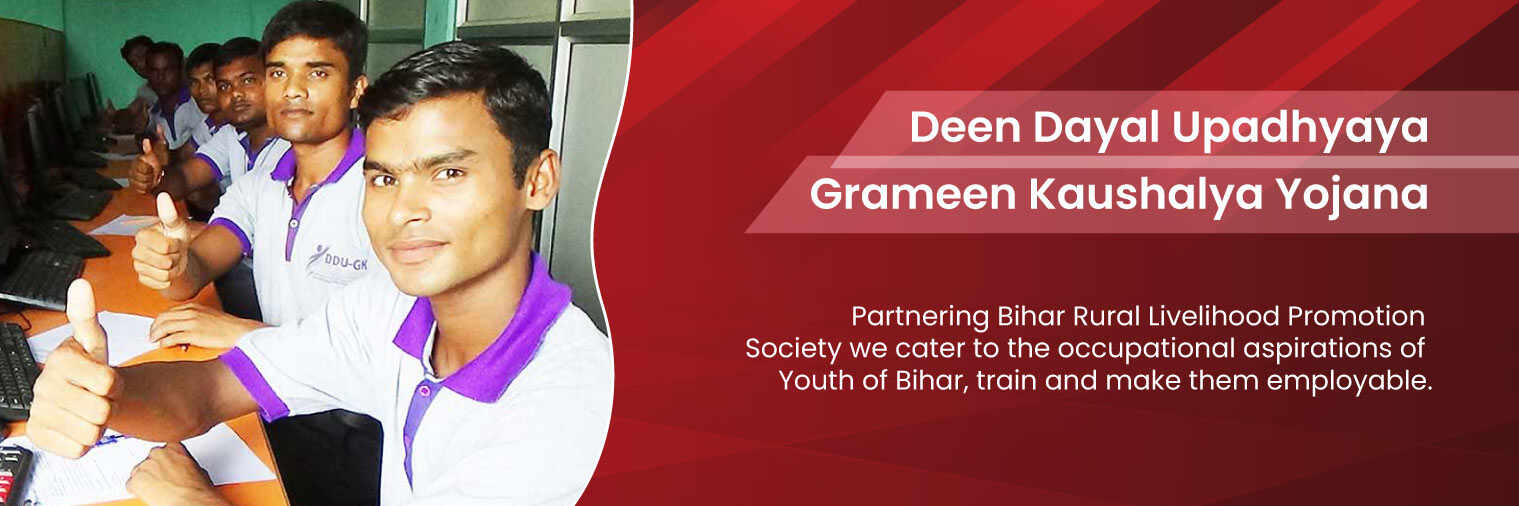 Deen Dayal Upadhyaya
Grameen Kaushalya Yojana
Partnering Bihar Rural Livelihood Promotion
Society we cater to the occupational aspirations of
Youth of Bihar, train and make them employable.
DDU-GK